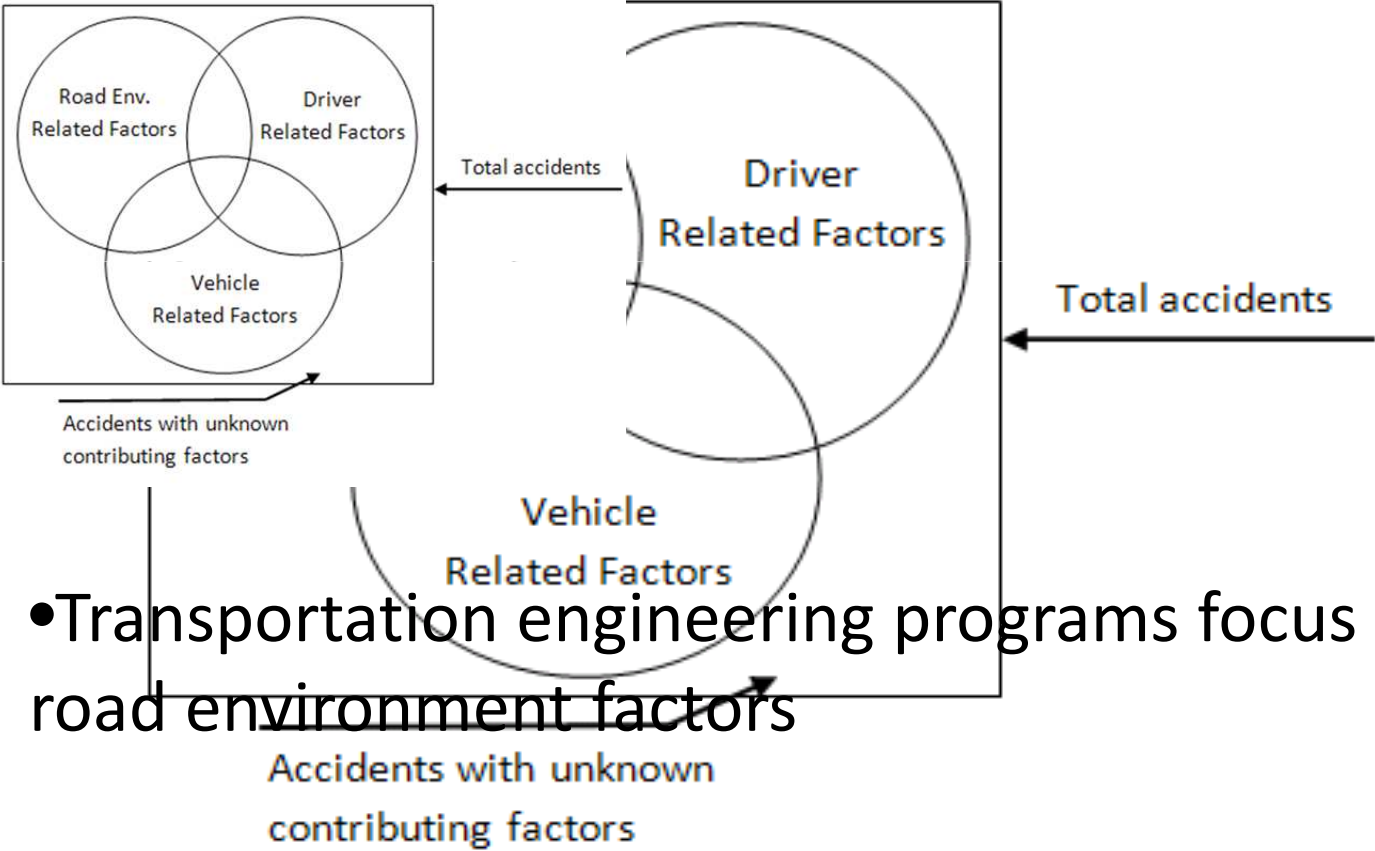 Road Env.
Related Factors
Driver
Related Factors
Total accidents
Vehicle
Related Factors
Accidents with unknown
contributing factors
Driver
Related Factors
Total accidents
Vehicle
Related Factors
•Transportation engineering programs focus
road environment factors
Accidents with unknown
contributing factors